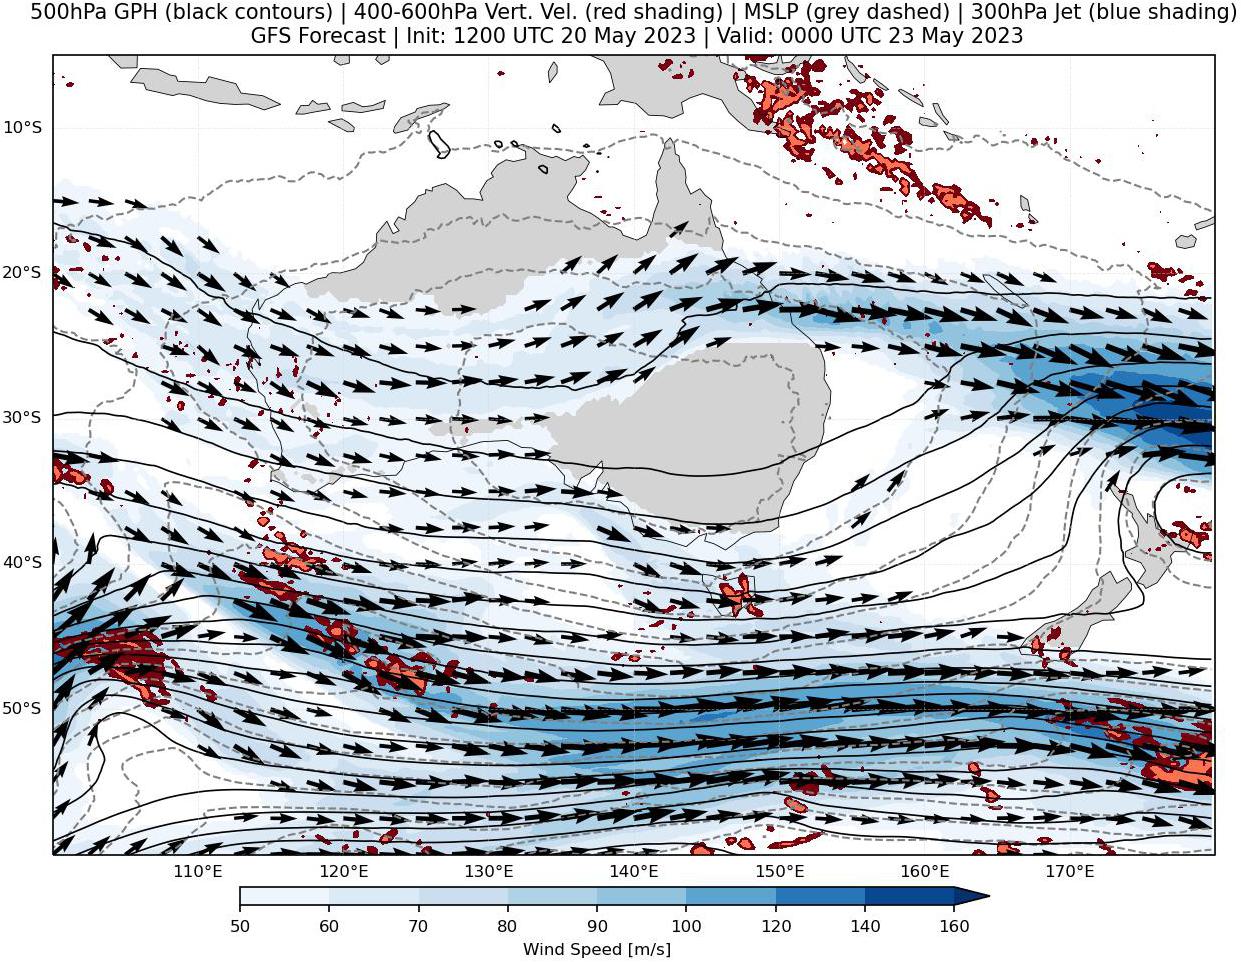 500hPa GPH (black contours) | 400-600hPa Vert. Vel. (red shading) | MSLP (grey dashed) | 300hPa Jet (blue shading)
GFS Forecast | Init: 1200 UTC 20 May 2023 | Valid: 0000 UTC 23 May 2023
10°S
20°S
30°S
40°S
50°S
110°E 120°E 130°E 140°E 150°E 160°E 170°E
50 60 70 80 90 100 120 140 160
Wind Speed [m/s]